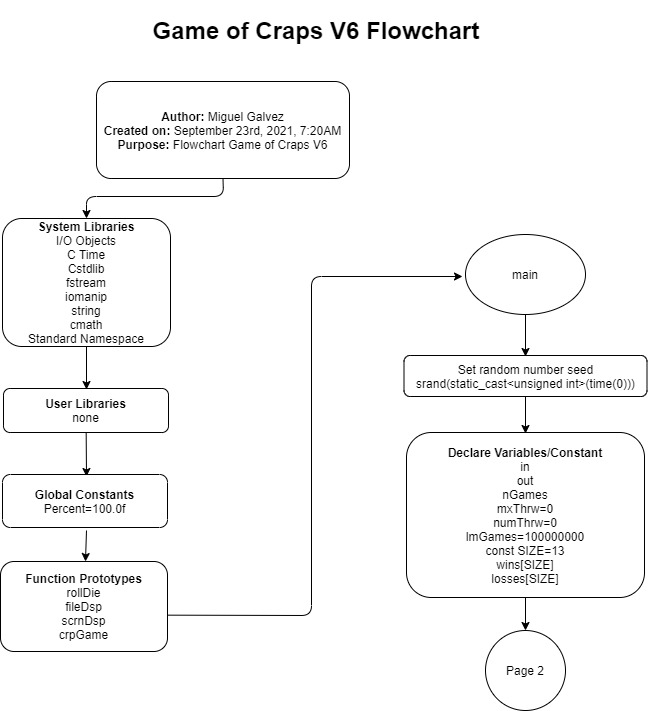 Game of Craps V6 Flowchart
Author: Miguel Galvez
Created on: September 23rd, 2021, 7:20AM
Purpose: Flowchart Game of Craps V6
System Libraries
I/O Objects
C Time
Cstdlib
fstream
iomanip
string
cmath
Standard Namespace
User Libraries
none
Global Constants
Percent=100.0f
Function Prototypes
rollDie
fileDsp
scrnDsp
crpGame
main
Set random number seed
srand(static_cast<unsigned int>(time(0)))
Declare Variables/Constant
in
out
nGames
mxThrw=0
numThrw=0
lmGames=100000000
const SIZE=13
wins[SIZE]
losses[SIZE]
Page 2